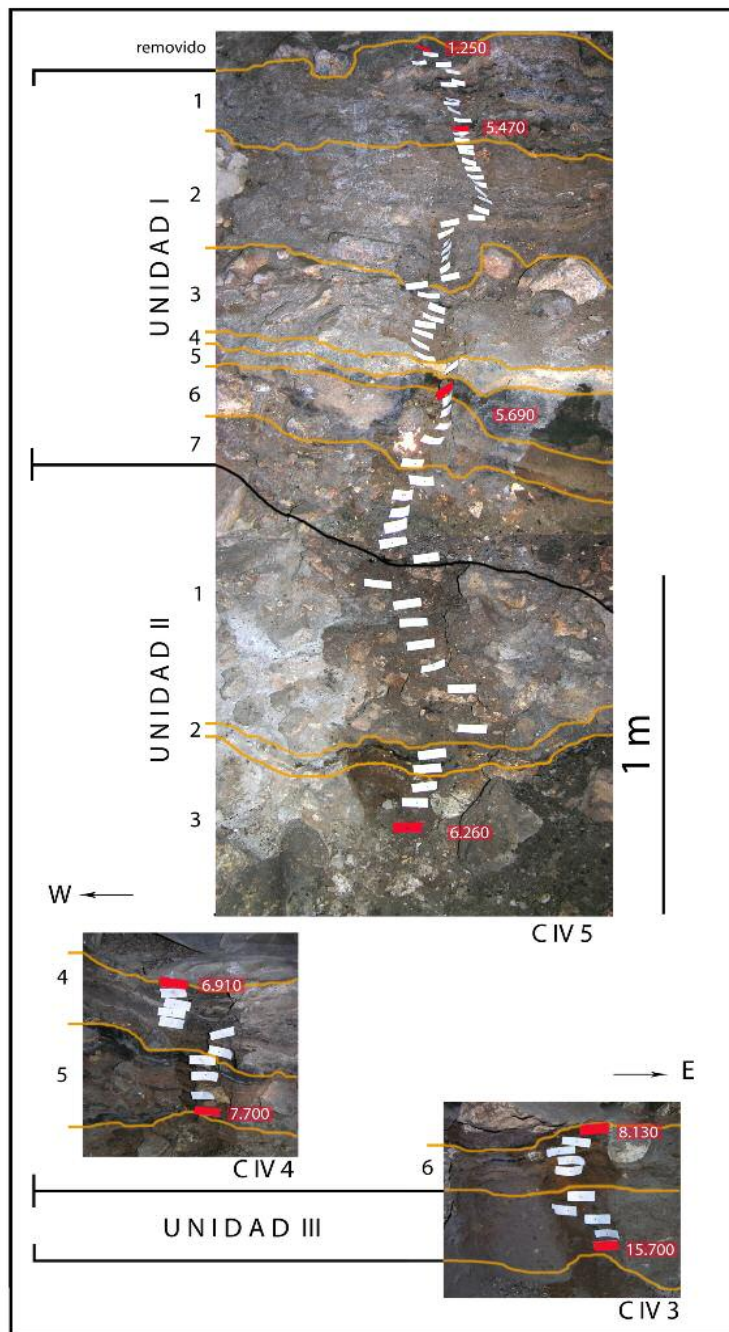 removido
1.250
1
5.470
2
UNIDAD I
3
4
5
6
5.690
7
1
UNIDAD II
2
1 m
3
6.260
W
C IV 5
4
6.910
5
7.700
E
8.130
6
C IV 4
UNIDAD III
15.700
C IV 3